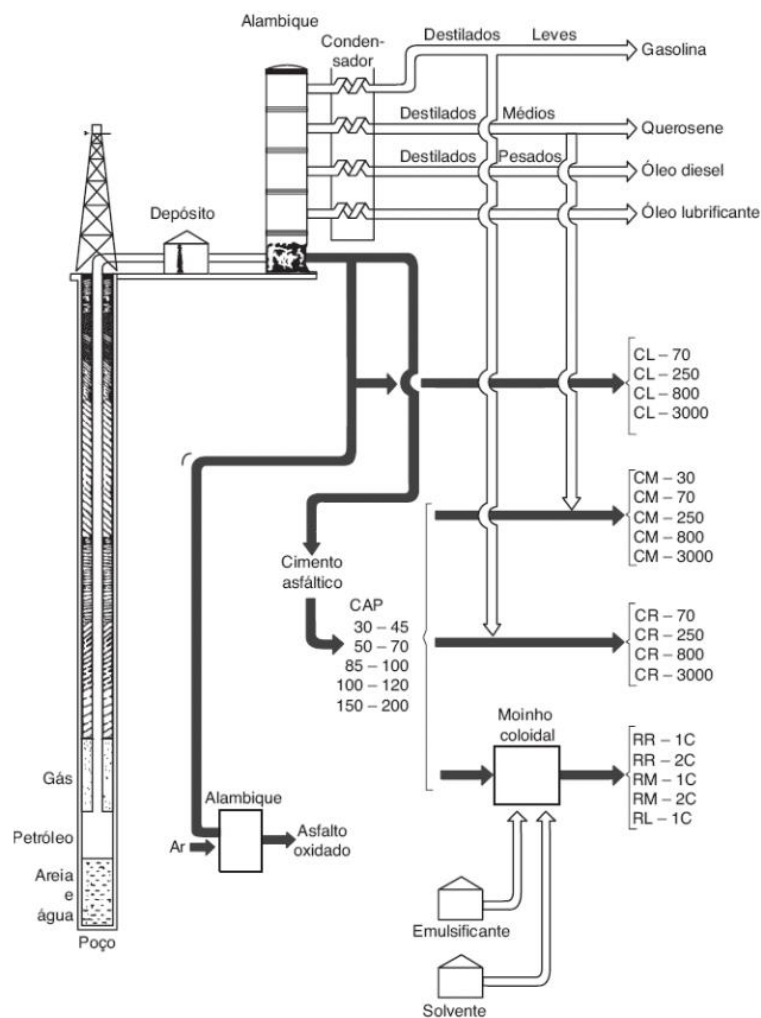 Alambique
Conden-
sador
Destilados Leves
Gasolina
Destilados Médios
Querosene
Destilados Pesados
Óleo diesel
Óleo lubrificante
Depósito
CL – 70
CL – 250
CL – 800
CL – 3000
CM – 30
CM – 70
CM – 250
CM – 800
CM – 3000
Cimento
asfáltico
CAP
30 – 45
50 – 70
85 – 100
100 – 120
150 – 200
CR – 70
CR – 250
CR – 800
CR – 3000
Moinho
coloidal
RR – 1C
RR – 2C
RM – 1C
RM – 2C
RL – 1C
Gás
Petróleo
Areia
e
água
Poço
Alambique
Ar
Asfalto
oxidado
Emulsificante
Solvente